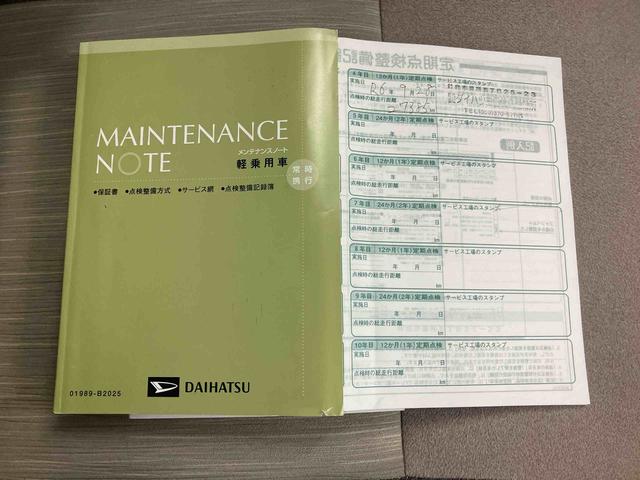 MAINTENANCE
NOTE
メンテナンスノート
軽乗用車
常時
携行
●保証書 ●点検整備方式 ●サービス網 ●点検整備記録簿
DAIHATSU
01989-B2025
4年目 12か月(1年)定期点検 サービス工場のスタンプ
実施日 R6年 9月
点検時の総走行距離
km
5年目 24か月(2年)定期点検 サービス工場のスタンプ
実施日
年 月 日
点検時の総走行距離
km
6年目 12か月(1年)定期点検 サービス工場のスタンプ
実施日
年 月 日
点検時の総走行距離
km
7年目 24か月(2年)定期点検 サービス工場のスタンプ
実施日
年 月 日
点検時の総走行距離
km
8年目 12か月(1年)定期点検 サービス工場のスタンプ
実施日
年 月 日
点検時の総走行距離
km
9年目 24か月(2年)定期点検 サービス工場のスタンプ
実施日
年 月 日
点検時の総走行距離
km
10年目 12か月(1年)定期点検 サービス工場のスタンプ
実施日
年 月 日
点検時の総走行距離
km